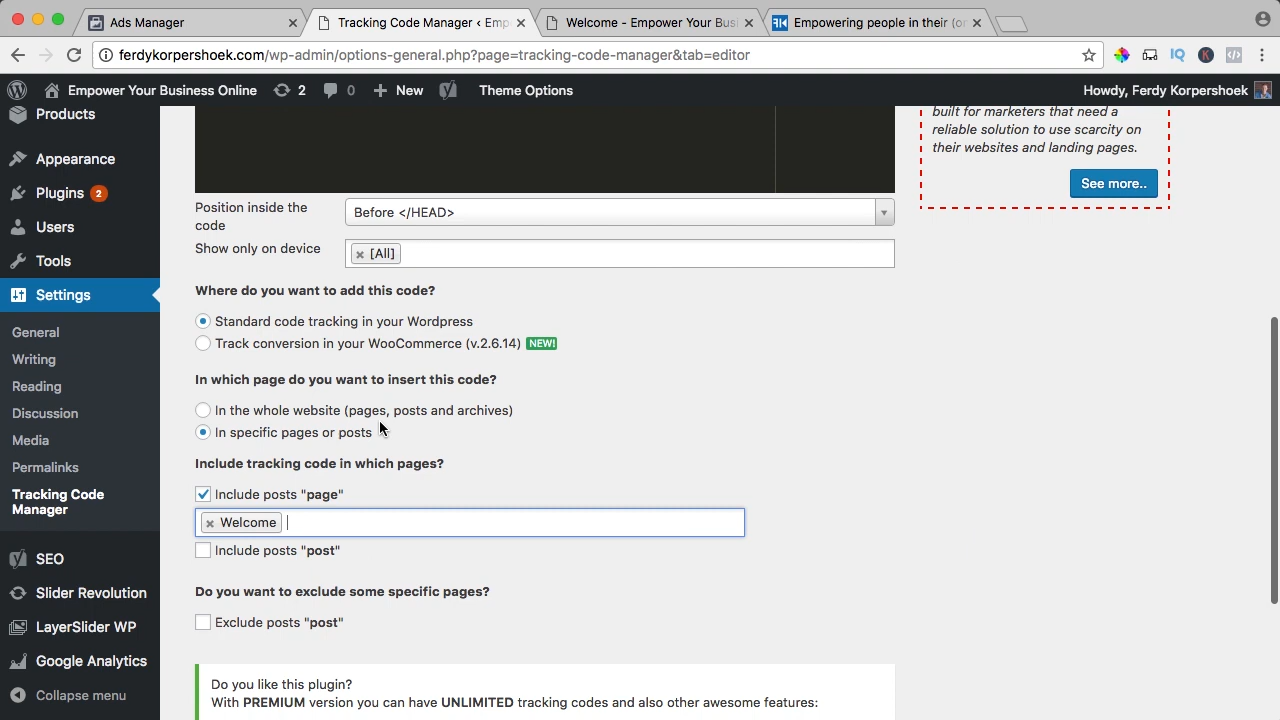 Ads Manager
Tracking Code Manager ‹ Emp
Welcome - Empower Your Busi
Empowering people in their (or
ferdykorpershoek.com/wp-admin/options-general.php?page=tracking-code-manager&tab=editor
Empower Your Business Online
2
0
New
Theme Options
Howdy, Ferdy Korpershoek
Products
Appearance
Plugins 2
Users
Tools
Settings
General
Writing
Reading
Discussion
Media
Permalinks
Tracking Code
Manager
SEO
Slider Revolution
LayerSlider WP
Google Analytics
Collapse menu
Position inside the
code
Before </HEAD>
Show only on device
× [All]
Where do you want to add this code?
Standard code tracking in your Wordpress
Track conversion in your WooCommerce (v.2.6.14) NEW!
In which page do you want to insert this code?
In the whole website (pages, posts and archives)
In specific pages or posts
Include tracking code in which pages?
Include posts "page"
× Welcome
Include posts "post"
Do you want to exclude some specific pages?
Exclude posts "post"
Do you like this plugin?
With PREMIUM version you can have UNLIMITED tracking codes and also other awesome features:
built for marketers that need a
reliable solution to use scarcity on
their websites and landing pages.
See more..